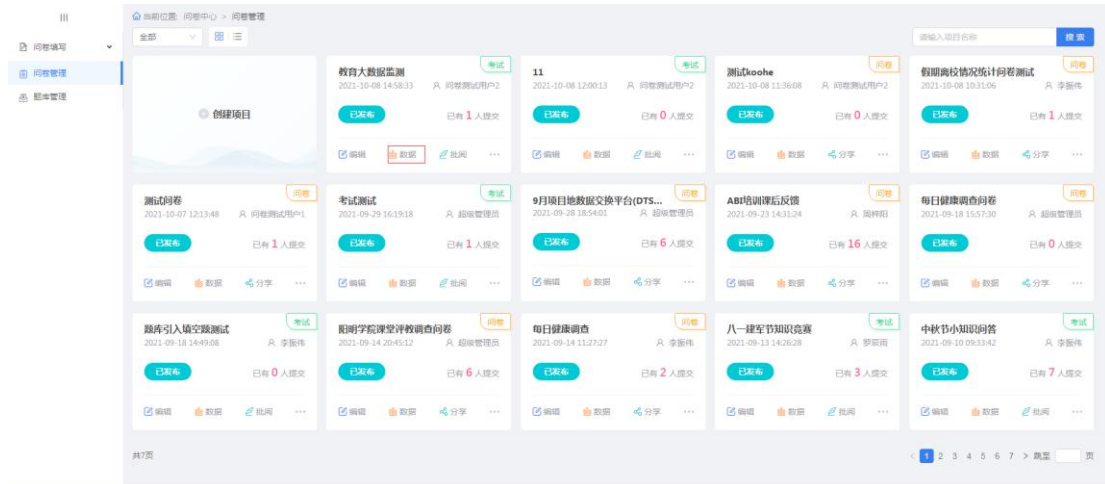 当前位置: 问卷中心 > 问卷管理
问卷填写
问卷管理
题库管理
全部
请输入项目名称
搜索
创建项目
教育大数据监测
考试
2021-10-08 14:58:33 问卷测试用户2
已发布 已有 1 人提交
编辑 数据 批阅 ...
11
考试
2021-10-08 12:00:13 问卷测试用户2
已发布 已有 0 人提交
编辑 数据 批阅 ...
测试koohe
问卷
2021-10-08 11:36:08 问卷测试用户2
已发布 已有 0 人提交
编辑 数据 分享 ...
假期离校情况统计问卷测试
问卷
2021-10-08 10:31:06 李振伟
已发布 已有 1 人提交
编辑 数据 分享 ...
测试问卷
问卷
2021-10-07 12:13:48 问卷测试用户1
已发布 已有 1 人提交
编辑 数据 分享 ...
考试测试
考试
2021-09-29 16:19:18 超级管理员
已发布 已有 1 人提交
编辑 数据 批阅 ...
9月项目地数据交换平台(DTS...
问卷
2021-09-28 18:54:01 超级管理员
已发布 已有 6 人提交
编辑 数据 分享 ...
ABI培训课后反馈
问卷
2021-09-23 14:31:24
已发布 已有 16 人提交
编辑 数据 分享 ...
每日健康调查问卷
问卷
2021-09-18 15:57:30 超级管理员
已发布 已有 0 人提交
编辑 数据 分享 ...
题库引入填空题测试
考试
2021-09-18 14:49:08 李振伟
已发布 已有 0 人提交
编辑 数据 批阅 ...
阳明学院课堂评教调查问卷
问卷
2021-09-14 20:45:12 超级管理员
已发布 已有 6 人提交
编辑 数据 分享 ...
每日健康调查
问卷
2021-09-14 11:27:27 李振伟
已发布 已有 2 人提交
编辑 数据 分享 ...
八一建军节知识竞赛
考试
2021-09-13 14:26:28
已发布 已有 3 人提交
编辑 数据 批阅 ...
中秋节小知识问答
考试
2021-09-10 09:33:42 李振伟
已发布 已有 7 人提交
编辑 数据 批阅 ...
共7页
< 1 2 3 4 5 6 7 > 跳至 页